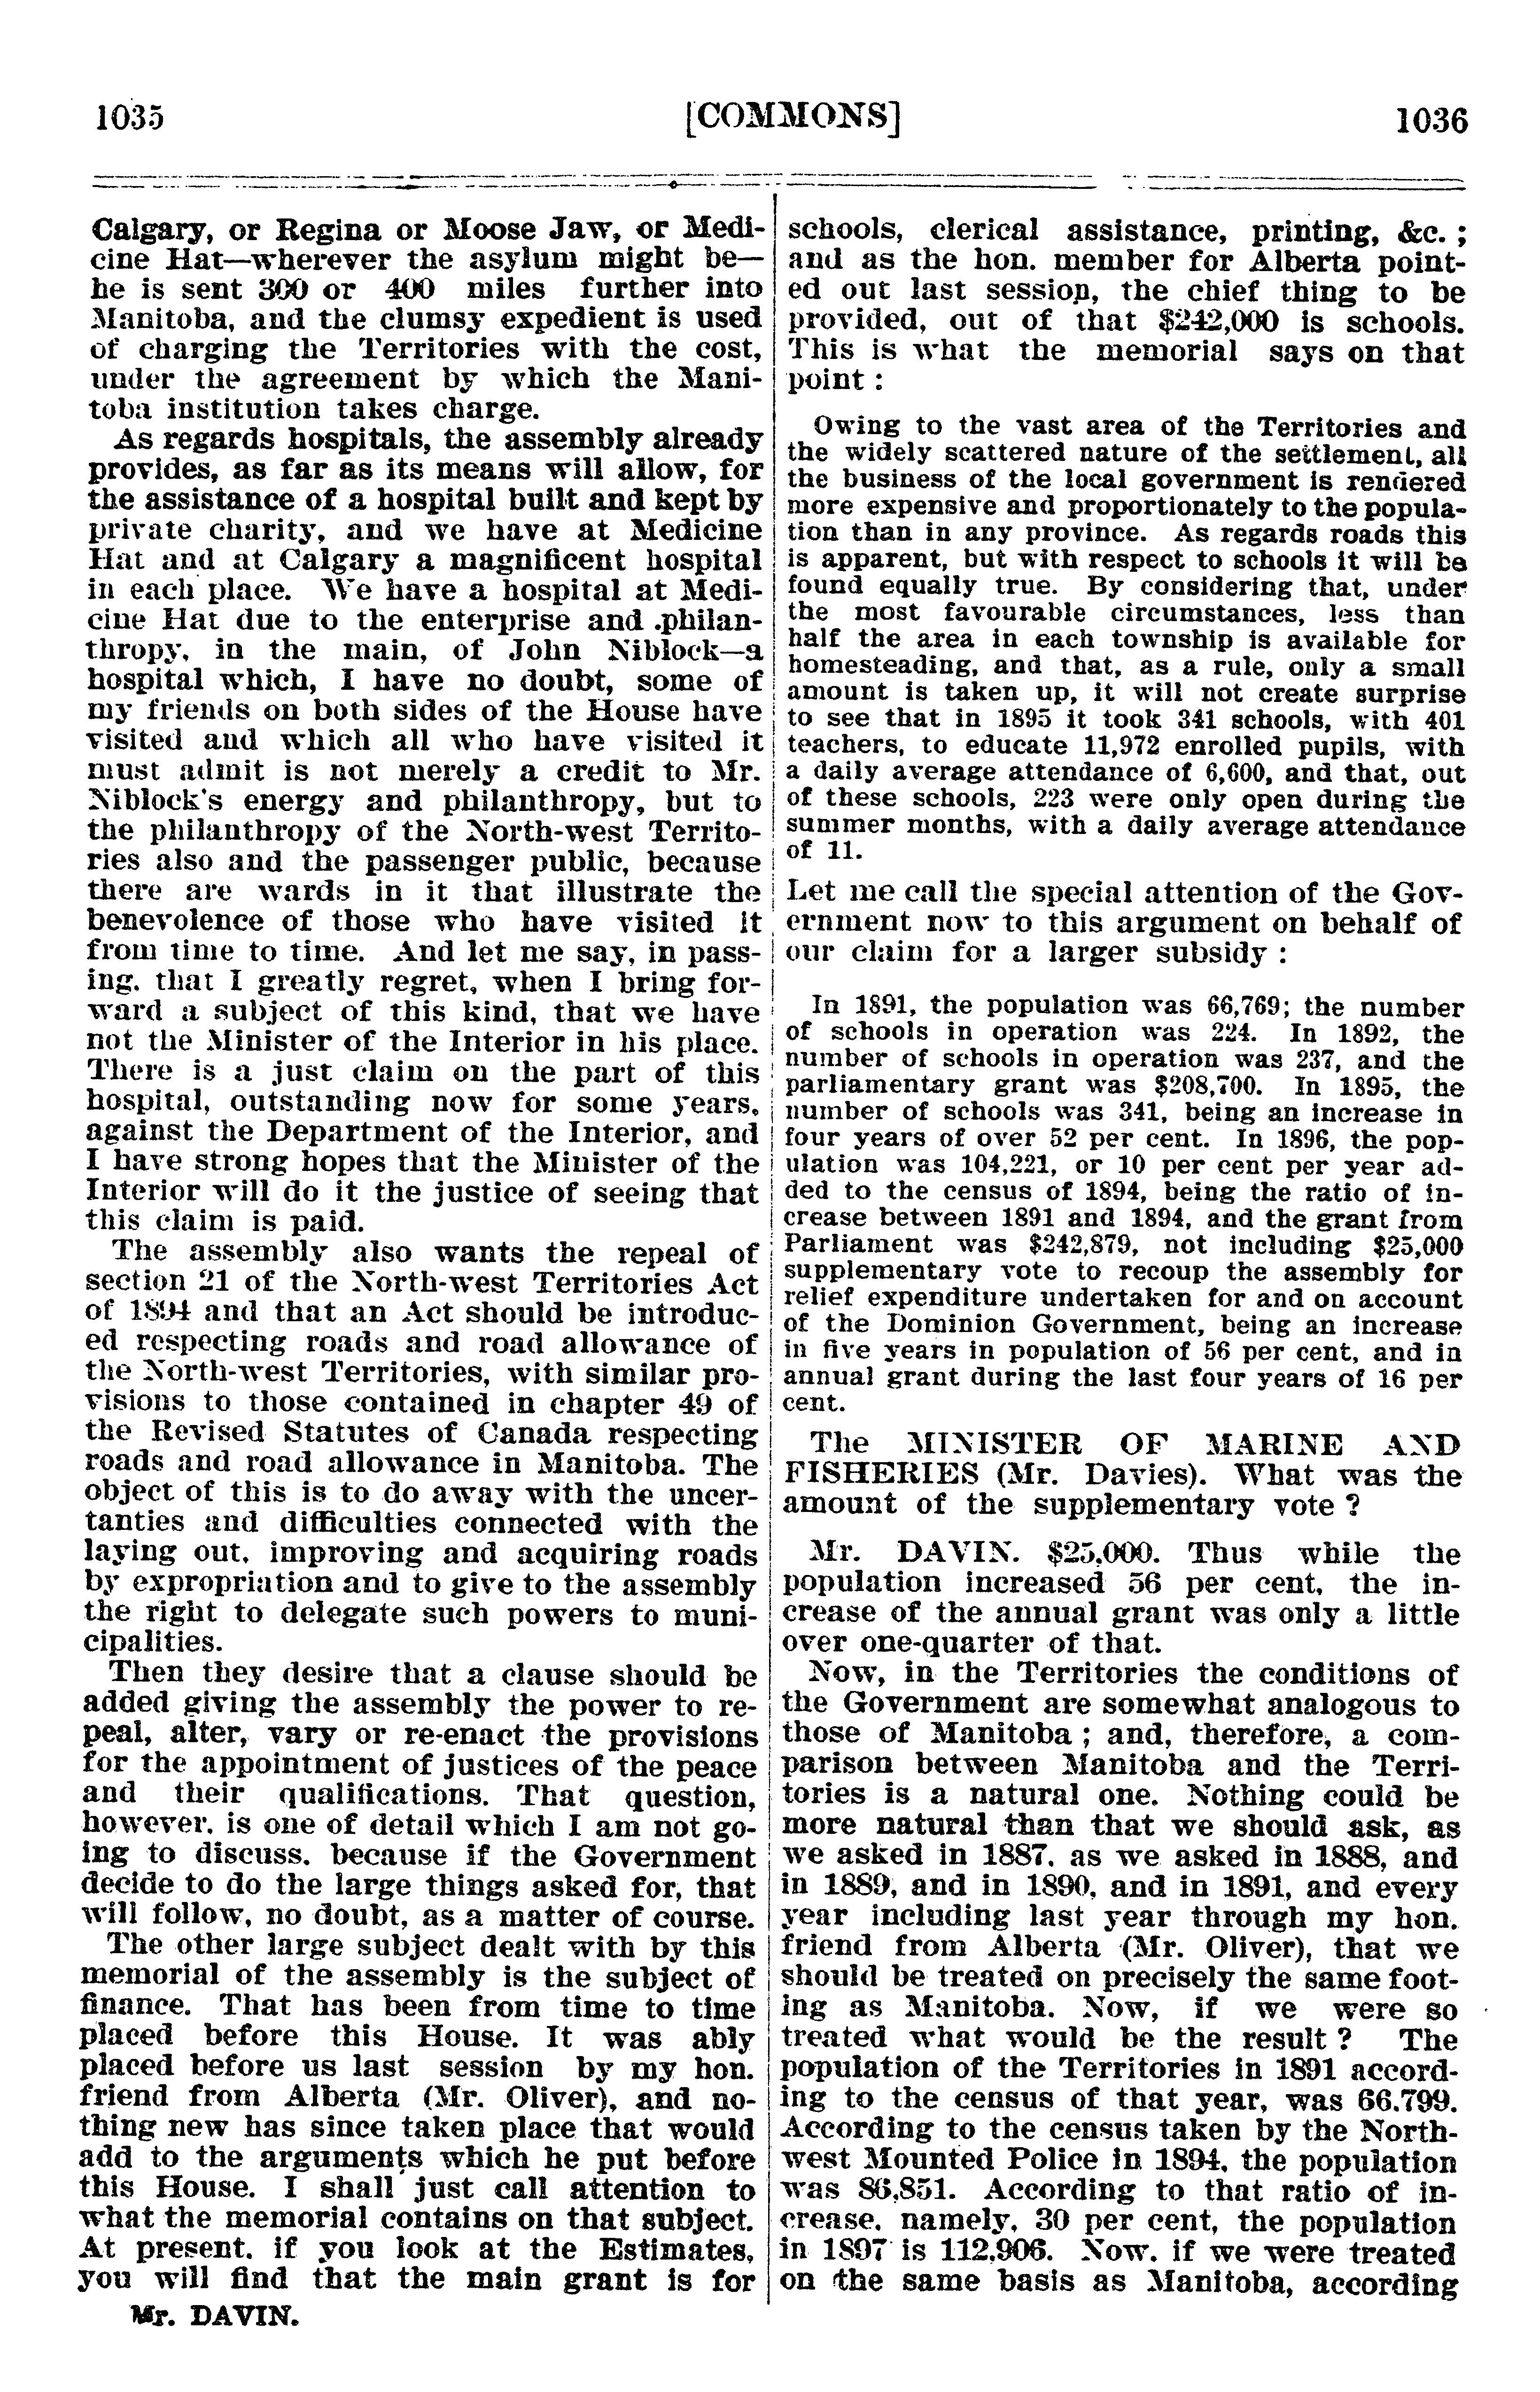 1035
[COMMONS]
1036
Calgary, or Regina or Moose Jaw, or Medi-
cine Hat—wherever the asylum might be—
he is sent 300 or 400 miles further into
Manitoba, and the clumsy expedient is used
of charging the Territories with the cost,
under the agreement by which the Mani-
toba institution takes charge.
As regards hospitals, the assembly already
provides, as far as its means will allow, for
the assistance of a hospital built and kept by
private charity, and we have at Medicine
Hat and at Calgary a magnificent hospital
in each place. We have a hospital at Medi-
cine Hat due to the enterprise and .philan-
thropy, in the main, of John Niblock—a
hospital which, I have no doubt, some of
my friends on both sides of the House have
visited and which all who have visited it
must admit is not merely a credit to Mr.
Niblock's energy and philanthropy, but to
the philanthropy of the North-west Territo-
ries also and the passenger public, because
there are wards in it that illustrate the
benevolence of those who have visited it
from time to time. And let me say, in pass-
ing, that I greatly regret, when I bring for-
ward a subject of this kind, that we have
not the Minister of the Interior in his place.
There is a just claim on the part of this
hospital, outstanding now for some years,
against the Department of the Interior, and
I have strong hopes that the Minister of the
Interior will do it the justice of seeing that
this claim is paid.
The assembly also wants the repeal of
section 21 of the North-west Territories Act
of 1894 and that an Act should be introduc-
ed respecting roads and road allowance of
the North-west Territories, with similar pro-
visions to those contained in chapter 49 of
the Revised Statutes of Canada respecting
roads and road allowance in Manitoba. The
object of this is to do away with the uncer-
tanties and difficulties connected with the
laying out, improving and acquiring roads
by expropriation and to give to the assembly
the right to delegate such powers to muni-
cipalities.
Then they desire that a clause should be
added giving the assembly the power to re-
peal, alter, vary or re-enact the provisions
for the appointment of justices of the peace
and their qualifications. That question,
however, is one of detail which I am not go-
ing to discuss, because if the Government
decide to do the large things asked for, that
will follow, no doubt, as a matter of course.
The other large subject dealt with by this
memorial of the assembly is the subject of
finance. That has been from time to time
placed before this House. It was ably
placed before us last session by my hon.
friend from Alberta (Mr. Oliver), and no-
thing new has since taken place that would
add to the arguments which he put before
this House. I shall just call attention to
what the memorial contains on that subject.
At present, if you look at the Estimates,
you will find that the main grant is for
Mr. DAVIN.
schools, clerical assistance, printing, &c. ;
and as the hon. member for Alberta point-
ed out last session, the chief thing to be
provided, out of that $242,000 is schools.
This is what the memorial says on that
point :
Owing to the vast area of the Territories and
the widely scattered nature of the settlement, all
the business of the local government is rendered
more expensive and proportionately to the popula-
tion than in any province. As regards roads this
is apparent, but with respect to schools it will be
found equally true. By considering that, under
the most favourable circumstances, less than
half the area in each township is available for
homesteading, and that, as a rule, only a small
amount is taken up, it will not create surprise
to see that in 1895 it took 341 schools, with 401
teachers, to educate 11,972 enrolled pupils, with
a daily average attendance of 6,600, and that, out
of these schools, 223 were only open during the
summer months, with a daily average attendance
of 11.
Let me call the special attention of the Gov-
ernment now to this argument on behalf of
our claim for a larger subsidy :
In 1891, the population was 66,769; the number
of schools in operation was 224. In 1892, the
number of schools in operation was 237, and the
parliamentary grant was $208,700. In 1895, the
number of schools was 341, being an increase in
four years of over 52 per cent. In 1896, the pop-
ulation was 104,221, or 10 per cent per year ad-
ded to the census of 1894, being the ratio of in-
crease between 1891 and 1894, and the grant from
Parliament was $242,879, not including $25,000
supplementary vote to recoup the assembly for
relief expenditure undertaken for and on account
of the Dominion Government, being an increase
in five years in population of 56 per cent, and in
annual grant during the last four years of 16 per
cent.
The MINISTER OF MARINE AND
FISHERIES (Mr. Davies). What was the
amount of the supplementary vote ?
Mr. DAVIN. $25,000. Thus while the
population increased 56 per cent, the in-
crease of the annual grant was only a little
over one-quarter of that.
Now, in the Territories the conditions of
the Government are somewhat analogous to
those of Manitoba ; and, therefore, a com-
parison between Manitoba and the Terri-
tories is a natural one. Nothing could be
more natural than that we should ask, as
we asked in 1887, as we asked in 1888, and
in 1889, and in 1890, and in 1891, and every
year including last year through my hon.
friend from Alberta (Mr. Oliver), that we
should be treated on precisely the same foot-
ing as Manitoba. Now, if we were so
treated what would be the result ? The
population of the Territories in 1891 accord-
ing to the census of that year, was 66,799.
According to the census taken by the North-
west Mounted Police in 1894, the population
was 86,851. According to that ratio of in-
crease, namely, 30 per cent, the population
in 1897 is 112,906. Now, if we were treated
on the same basis as Manitoba, according